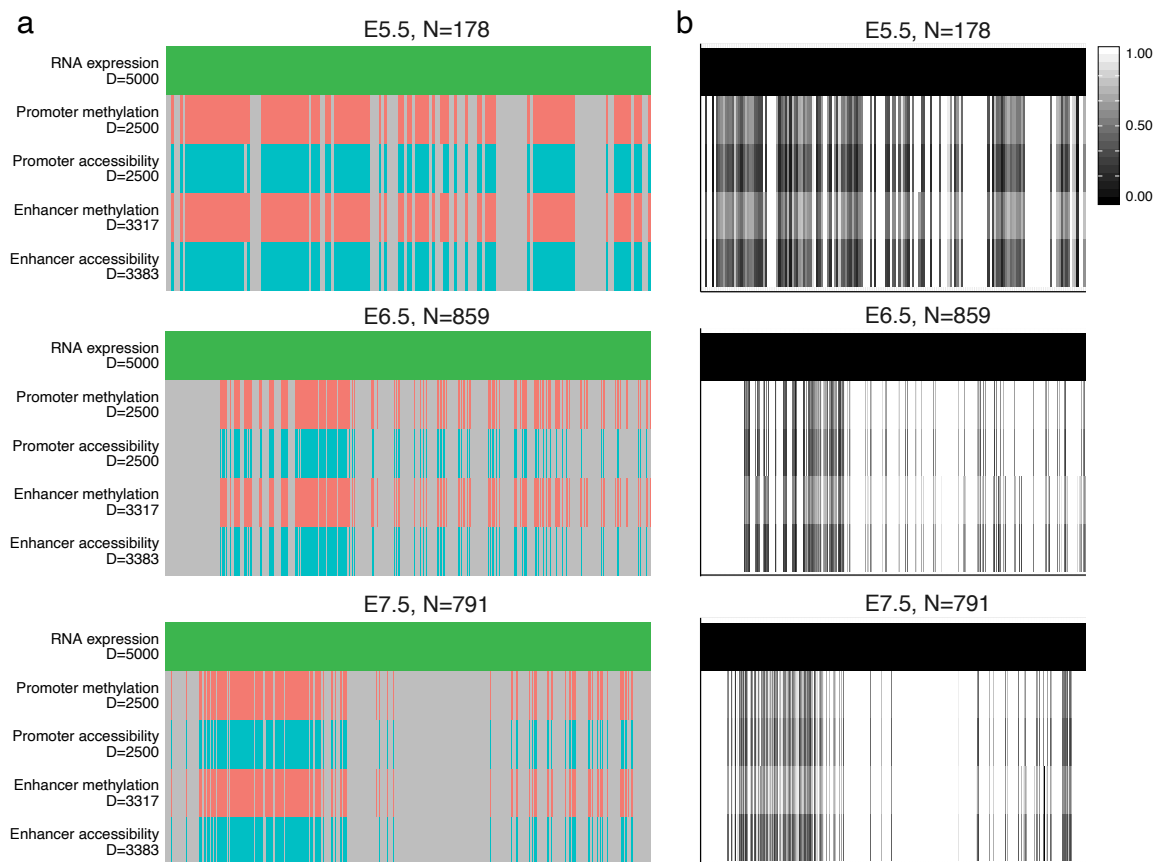 a
E5.5, N=178
RNA expression
D=5000
Promoter methylation
D=2500
Promoter accessibility
D=2500
Enhancer methylation
D=3317
Enhancer accessibility
D=3383
E6.5, N=859
RNA expression
D=5000
Promoter methylation
D=2500
Promoter accessibility
D=2500
Enhancer methylation
D=3317
Enhancer accessibility
D=3383
E7.5, N=791
RNA expression
D=5000
Promoter methylation
D=2500
Promoter accessibility
D=2500
Enhancer methylation
D=3317
Enhancer accessibility
D=3383
b
E5.5, N=178
1.00
0.50
0.00
E6.5, N=859
E7.5, N=791